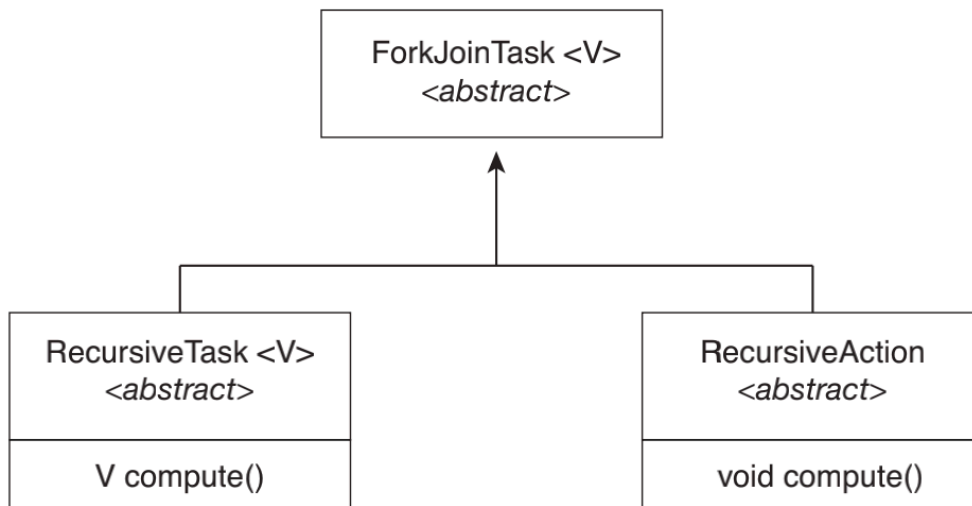 ForkJoinTask <V>
<abstract>
RecursiveTask <V>
<abstract>
V compute()
RecursiveAction
<abstract>
void compute()